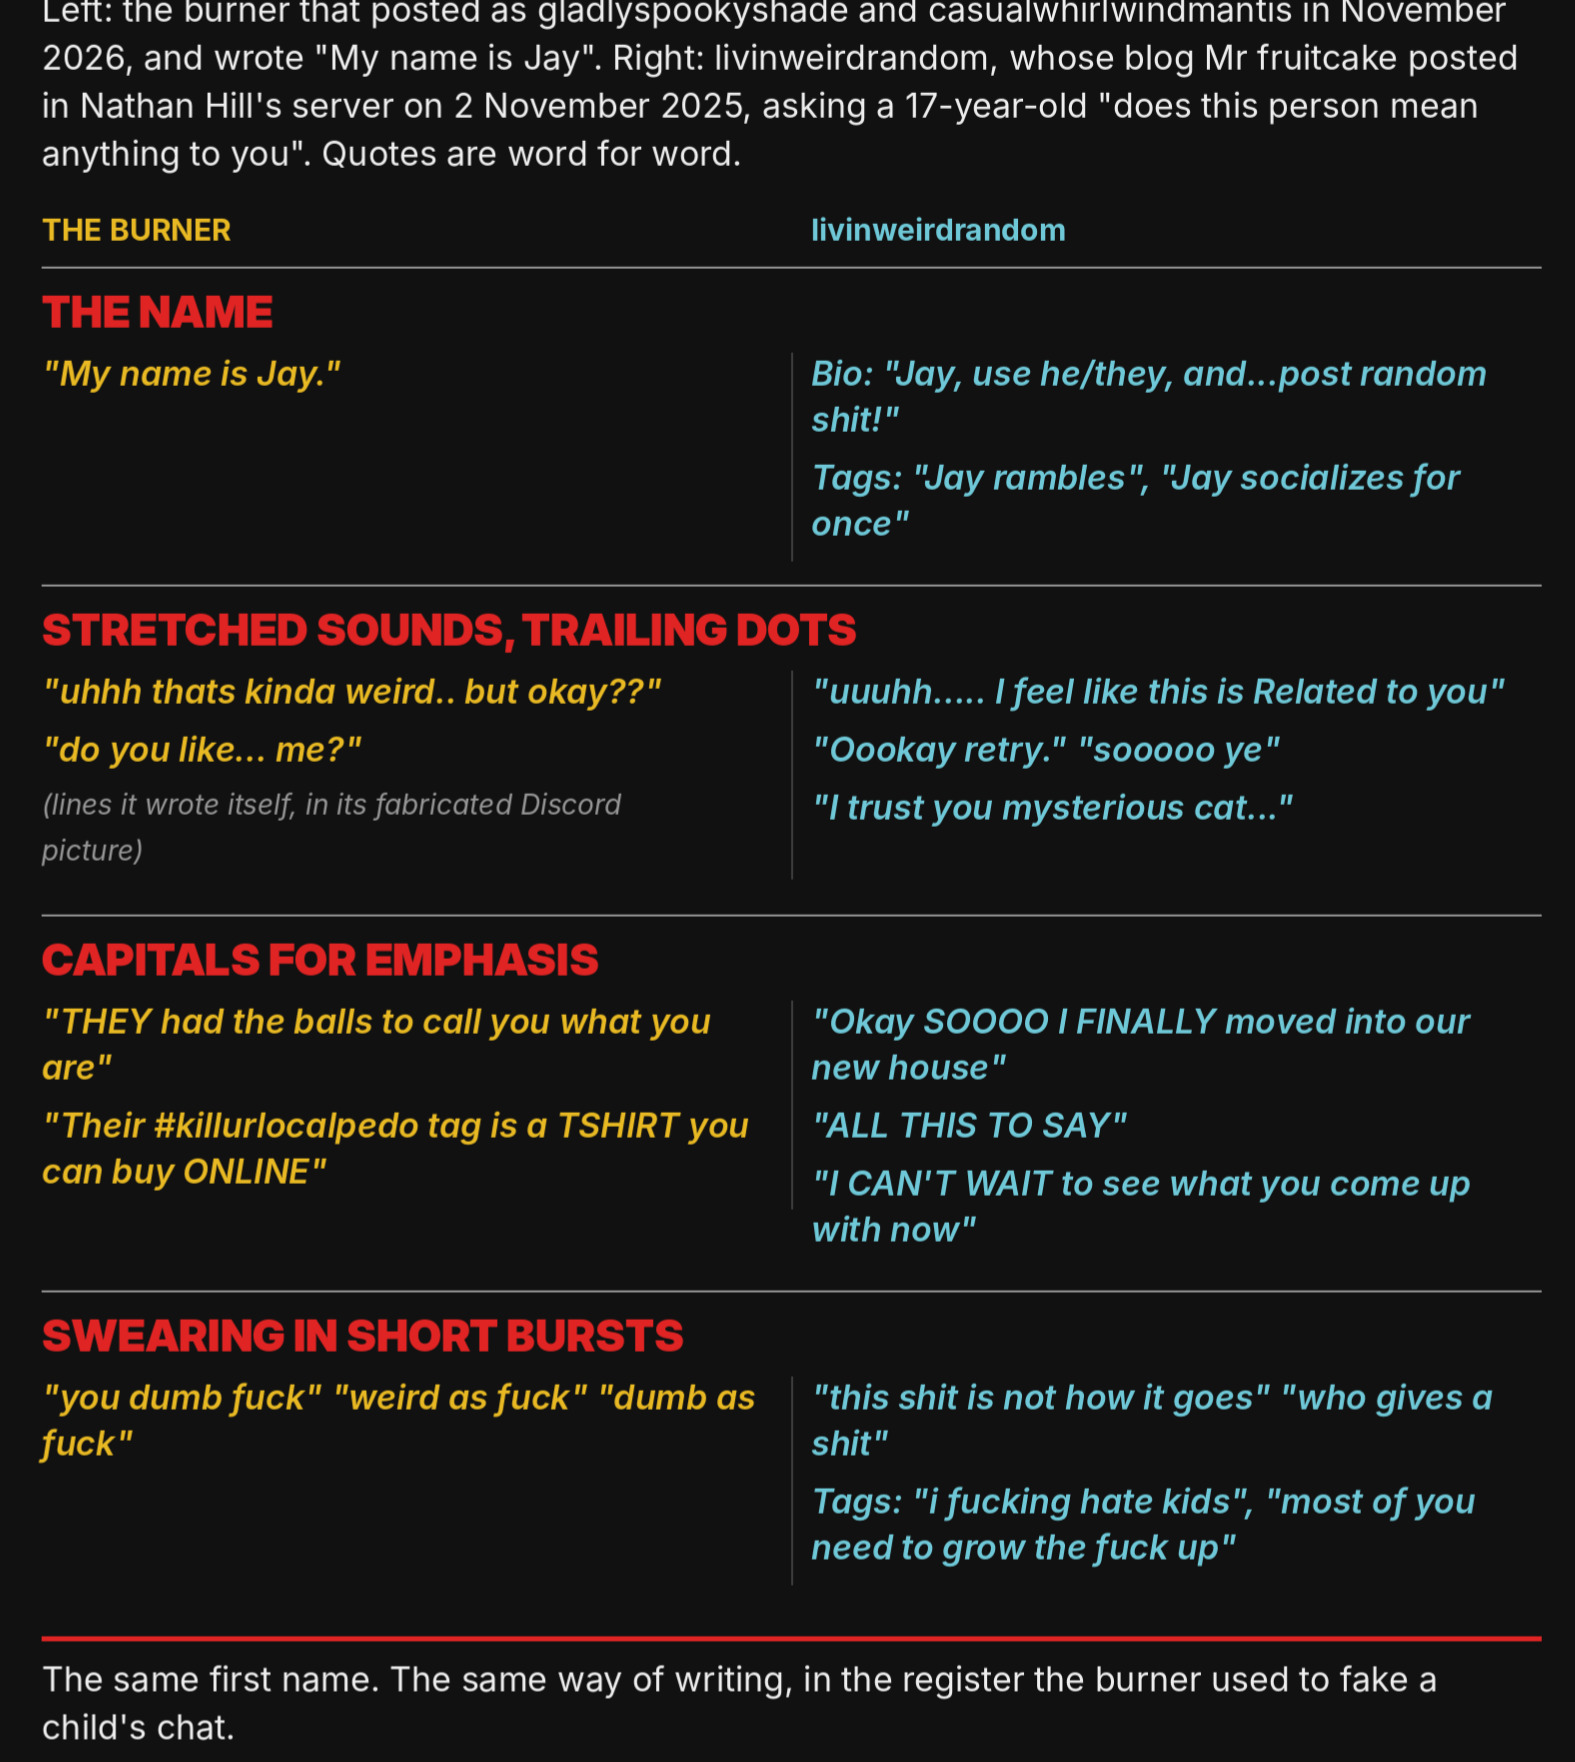 Left: the burner that posted as gladlyspookyshade and casualwhirlwindmantis in November
2026, and wrote "My name is Jay". Right: livinweirdrandom, whose blog Mr fruitcake posted
in Nathan Hill's server on 2 November 2025, asking a 17-year-old "does this person mean
anything to you". Quotes are word for word.
THE BURNER
livinweirdrandom
THE NAME
"My name is Jay."
Bio: "Jay, use he/they, and...post random
shit!"
Tags: "Jay rambles", "Jay socializes for
once"
STRETCHED SOUNDS, TRAILING DOTS
"uhhh thats kinda weird.. but okay??"
"do you like... me?"
(lines it wrote itself, in its fabricated Discord
picture)
"uuuhh..... I feel like this is Related to you"
"Oookay retry." "sooooo ye"
"I trust you mysterious cat..."
CAPITALS FOR EMPHASIS
"THEY had the balls to call you what you
are"
"Their #killurlocalpedo tag is a TSHIRT you
can buy ONLINE"
"Okay SOOOO I FINALLY moved into our
new house"
"ALL THIS TO SAY"
"I CAN'T WAIT to see what you come up
with now"
SWEARING IN SHORT BURSTS
"you dumb fuck" "weird as fuck" "dumb as
fuck"
"this shit is not how it goes" "who gives a
shit"
Tags: "i fucking hate kids", "most of you
need to grow the fuck up"
The same first name. The same way of writing, in the register the burner used to fake a
child's chat.